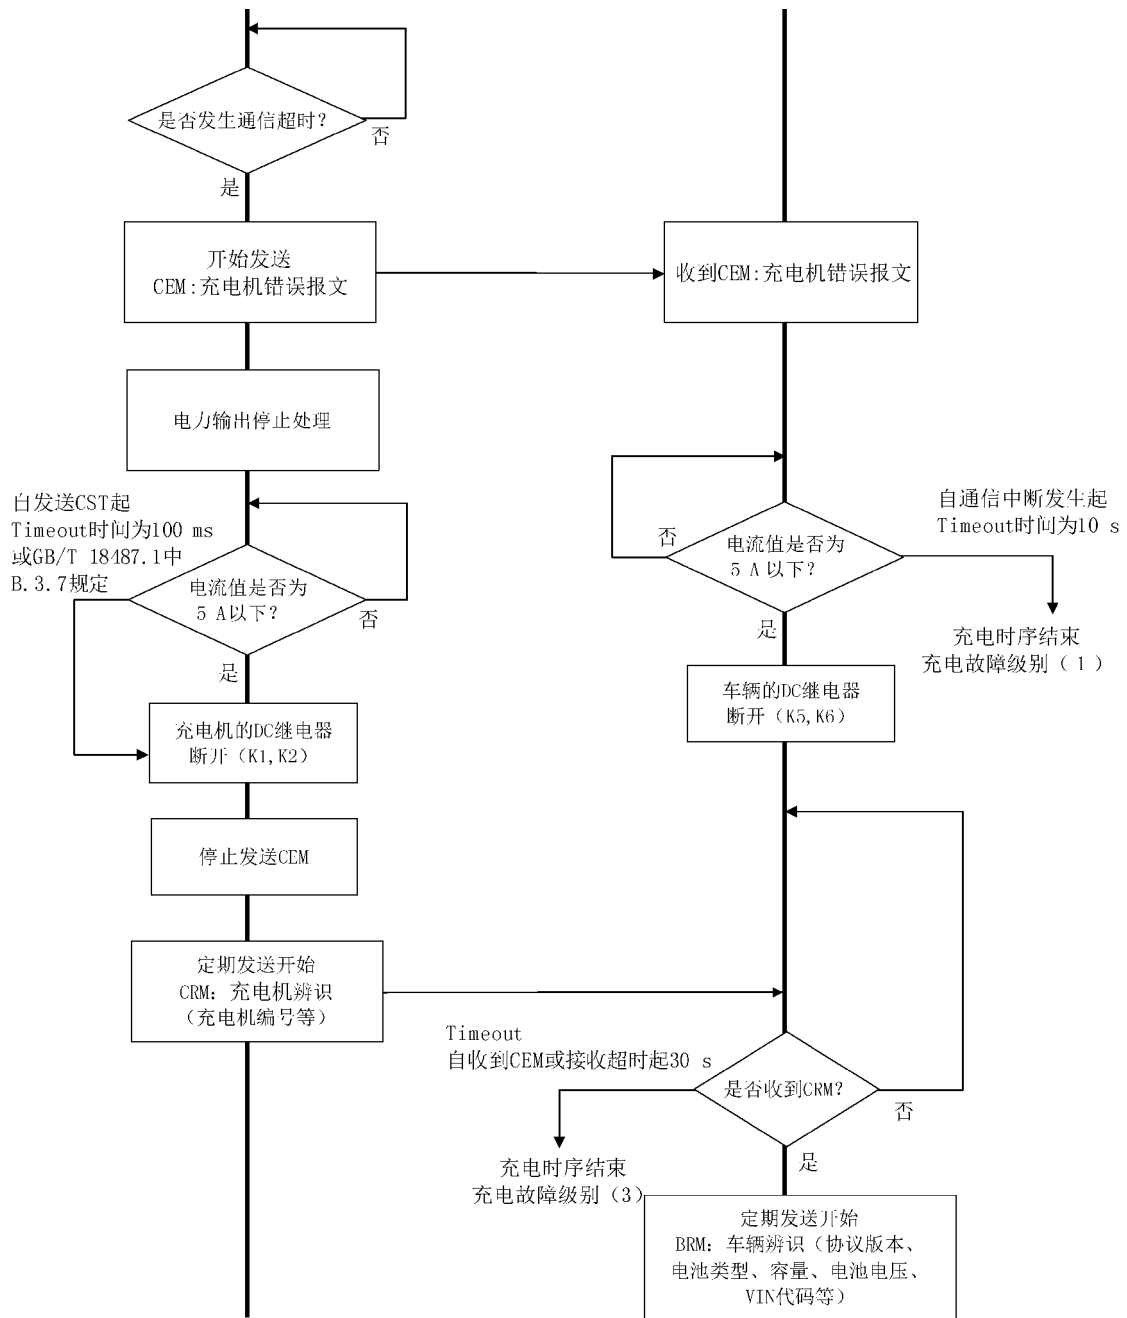 是否发生通信超时?
否
是
开始发送
CEM:充电机错误报文
收到CEM:充电机错误报文
电力输出停止处理
自发送CST起
Timeout时间为100 ms
或GB/T 18487.1中
B.3.7规定
电流值是否为
5 A以下?
否
是
自通信中断发生起
Timeout时间为10 s
否
电流值是否为
5 A以下?
是
充电时序结束
充电故障级别（1）
充电机的DC继电器
断开（K1,K2）
车辆的DC继电器
断开（K5,K6）
停止发送CEM
定期发送开始
CRM: 充电机辨识
（充电机编号等）
Timeout
自收到CEM或接收超时起30 s
是否收到CRM?
否
是
充电时序结束
充电故障级别（3）
定期发送开始
BRM: 车辆辨识（协议版本、
电池类型、容量、电池电压、
VIN代码等）